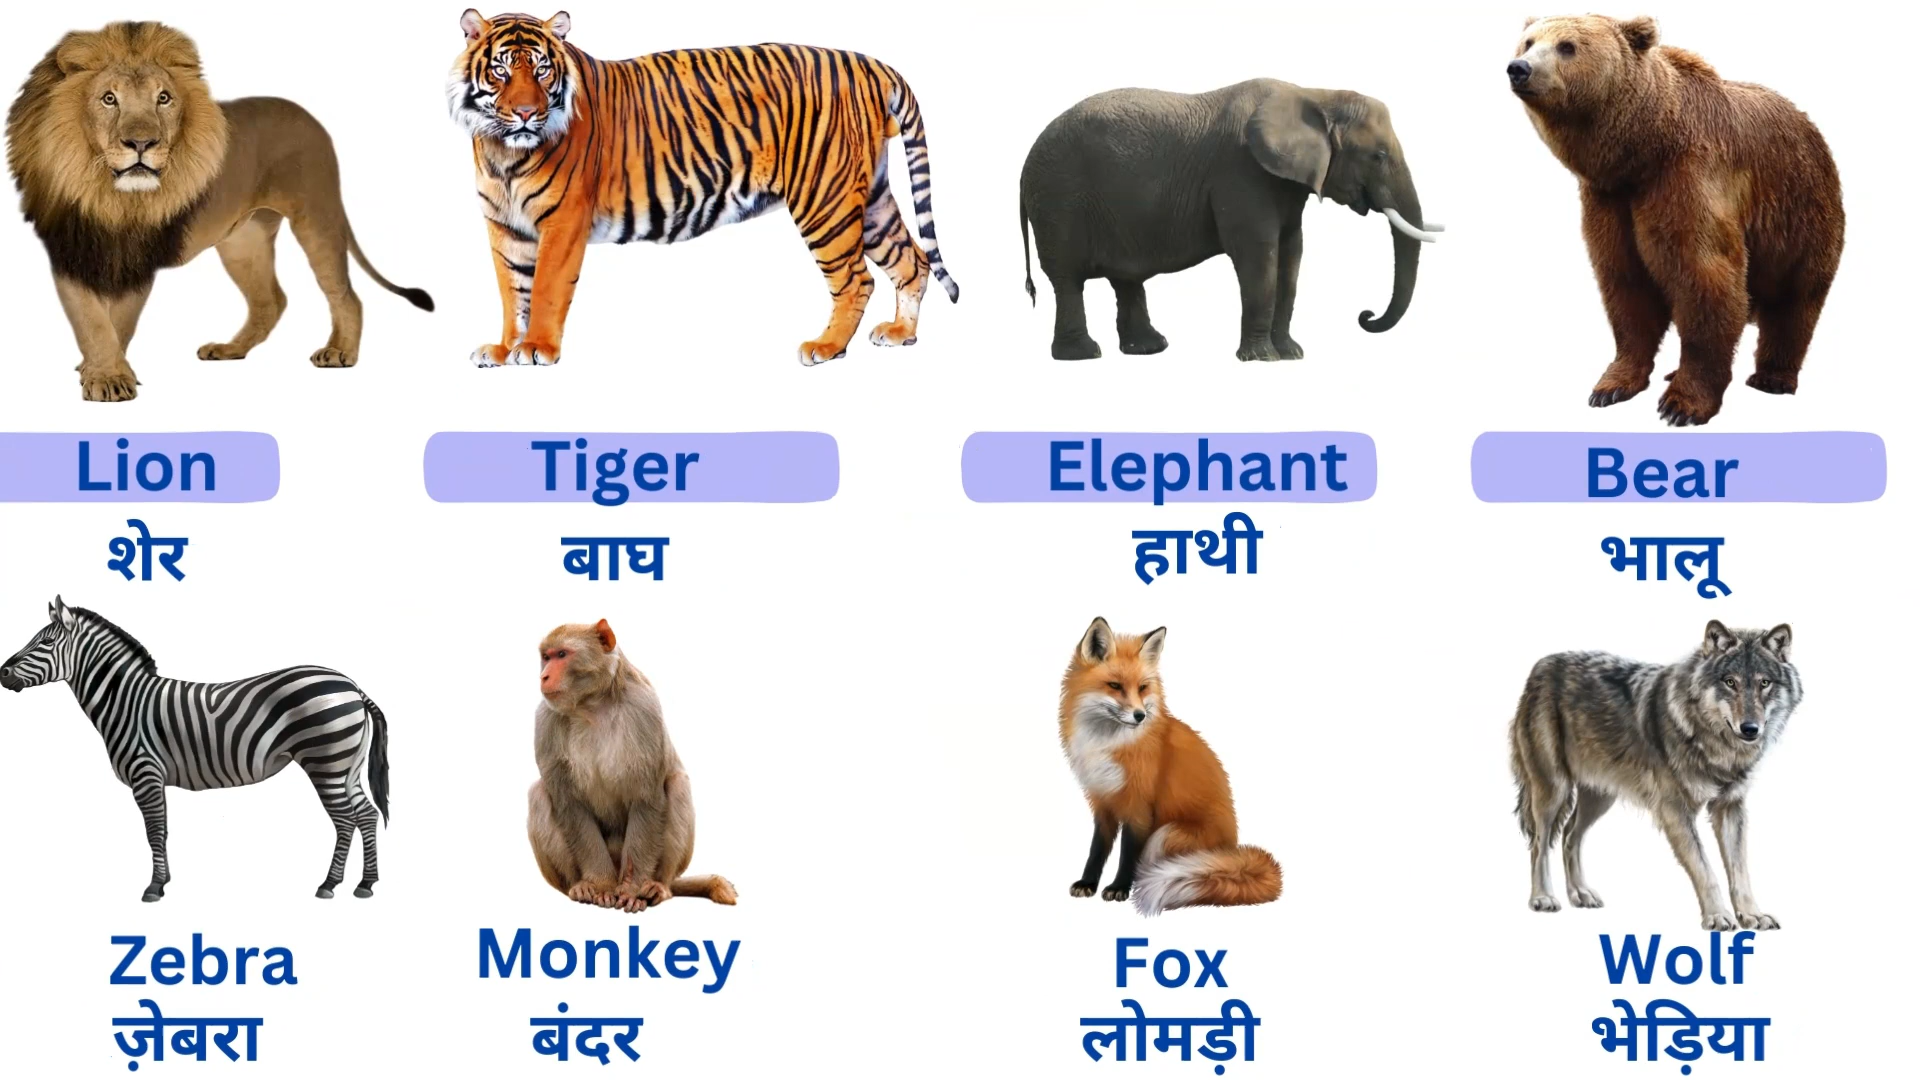 Lion
Tiger
Elephant
Bear
शेर
बाघ
हाथी
भालू
Zebra
Monkey
Fox
Wolf
ज़ेबरा
बंदर
लोमड़ी
भेड़िया